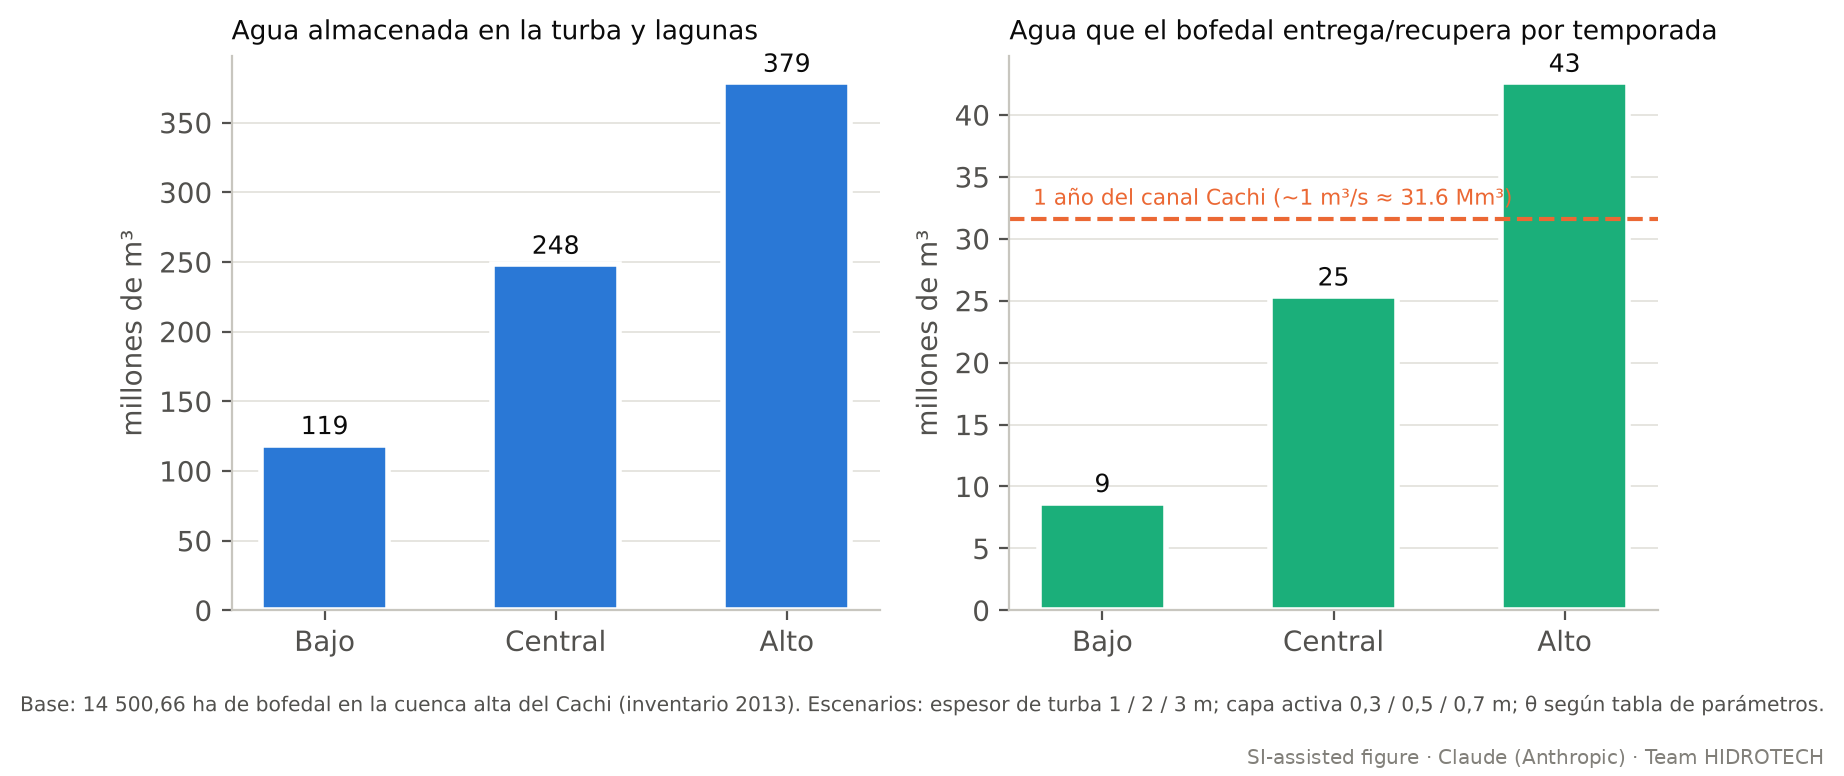 Agua almacenada en la turba y lagunas
millones de m³
350
300
250
200
150
100
50
0
119
248
379
Bajo
Central
Alto
Agua que el bofedal entrega/recupera por temporada
millones de m³
40
35
30
25
20
15
10
5
0
1 año del canal Cachi (~1 m³/s ≈ 31.6 Mm³)
9
25
43
Bajo
Central
Alto
Base: 14 500,66 ha de bofedal en la cuenca alta del Cachi (inventario 2013). Escenarios: espesor de turba 1 / 2 / 3 m; capa activa 0,3 / 0,5 / 0,7 m; θ según tabla de parámetros.
SI-assisted figure · Claude (Anthropic) · Team HIDROTECH